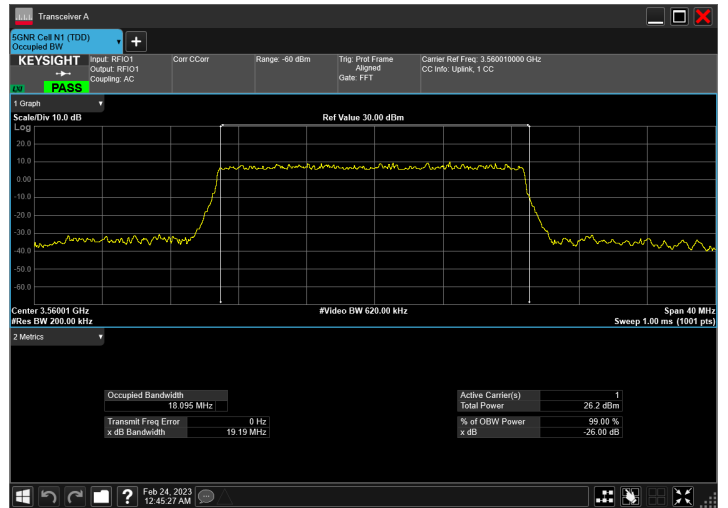 Transceiver A
5GNR Cell N1 (TDD)
Occupied BW
KEYSIGHT
LXI
PASS
Input: RFIO1
Output: RFIO1
Coupling: AC
Corr CCorr
Range: -60 dBm
Trig: Prpt Frame
Aligned
Gate: FFT
Carrier Ref Freq: 3.560010000 GHz
CC Info: Uplink, 1 CC
1 Graph
Scale/Div 10.0 dB
Ref Value 30.00 dBm
Log
20.0
10.0
0.00
-10.0
-20.0
-30.0
-40.0
-50.0
-60.0
Center 3.56001 GHz
#Video BW 620.00 kHz
Span 40 MHz
#Res BW 200.00 kHz
Sweep 1.00 ms (1001 pts)
2 Metrics
Occupied Bandwidth
18.095 MHz
Transmit Freq Error 0 Hz
x dB Bandwidth 19.19 MHz
Active Carrier(s) 1
Total Power 26.2 dBm
% of OBW Power 99.00 %
x dB -26.00 dB
?
Feb 24, 2023
12:45:27 AM